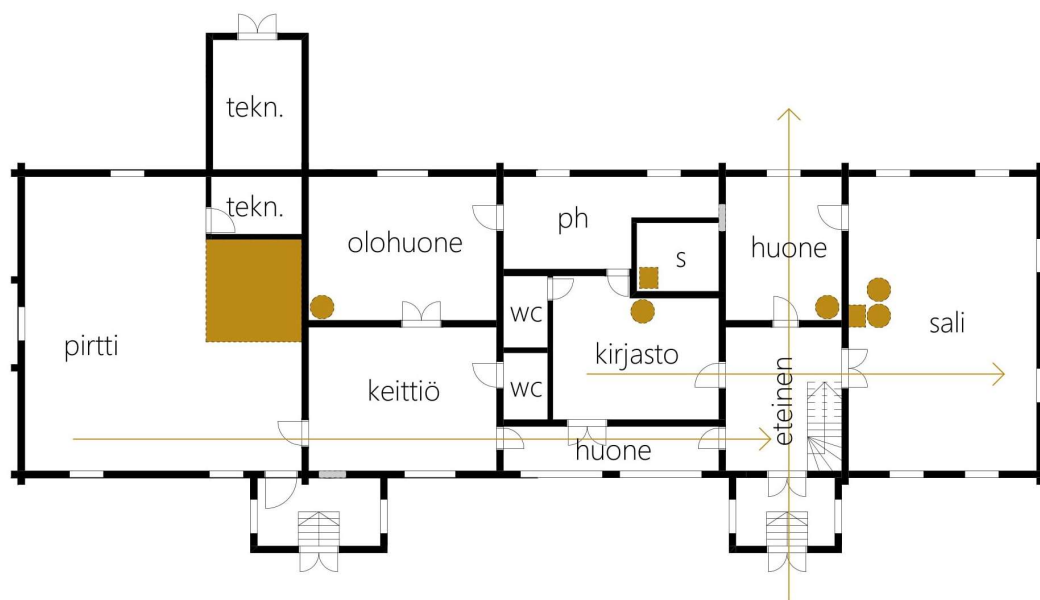 tekn.
tekn.
olohuone
ph
s
huone
wc
pirtti
keittiö
wc
kirjasto
eteinen
sali
huone